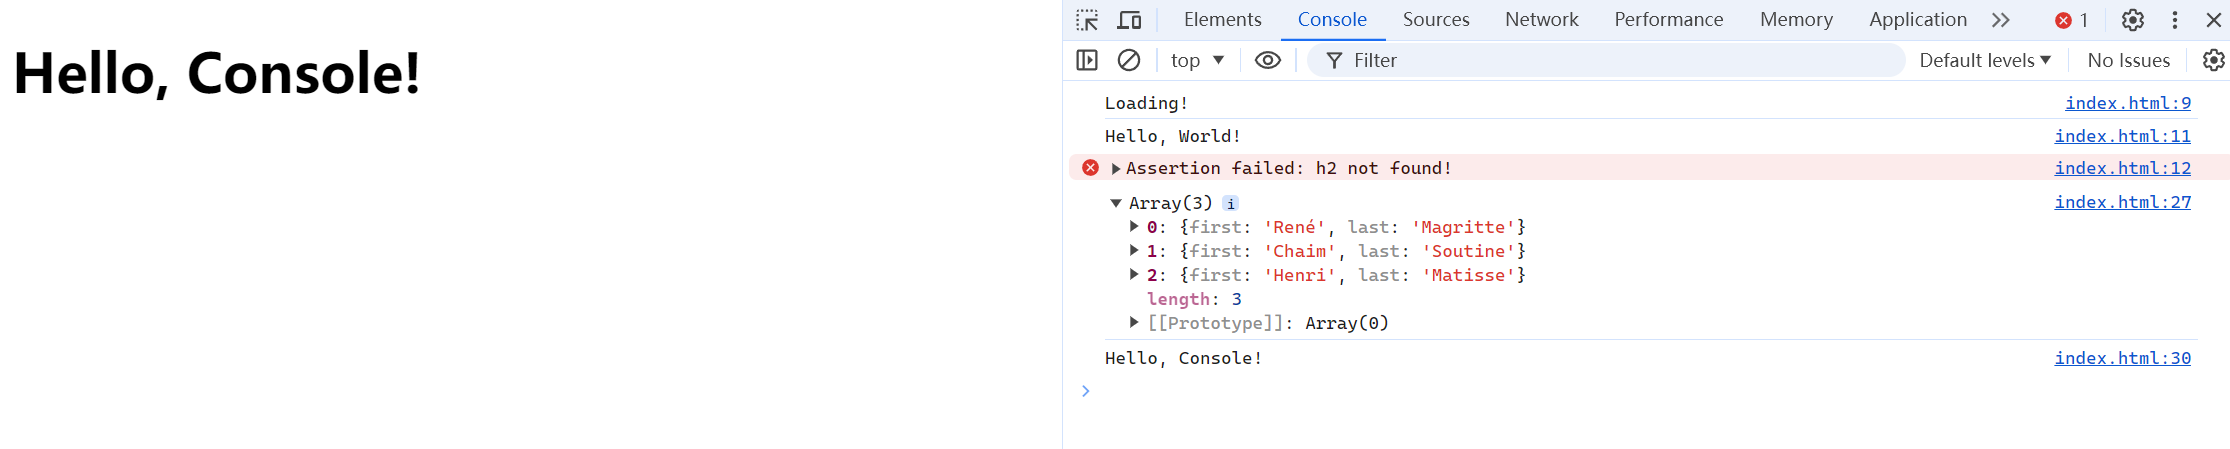 Hello, Console!
Elements Console Sources Network Performance Memory Application 1
top Filter Default levels No Issues
Loading! index.html:9
Hello, World! index.html:11
Assertion failed: h2 not found! index.html:12
Array(3) i index.html:27
0: {first: 'René', last: 'Magritte'}
1: {first: 'Chaim', last: 'Soutine'}
2: {first: 'Henri', last: 'Matisse'}
length: 3
[[Prototype]]: Array(0)
Hello, Console! index.html:30